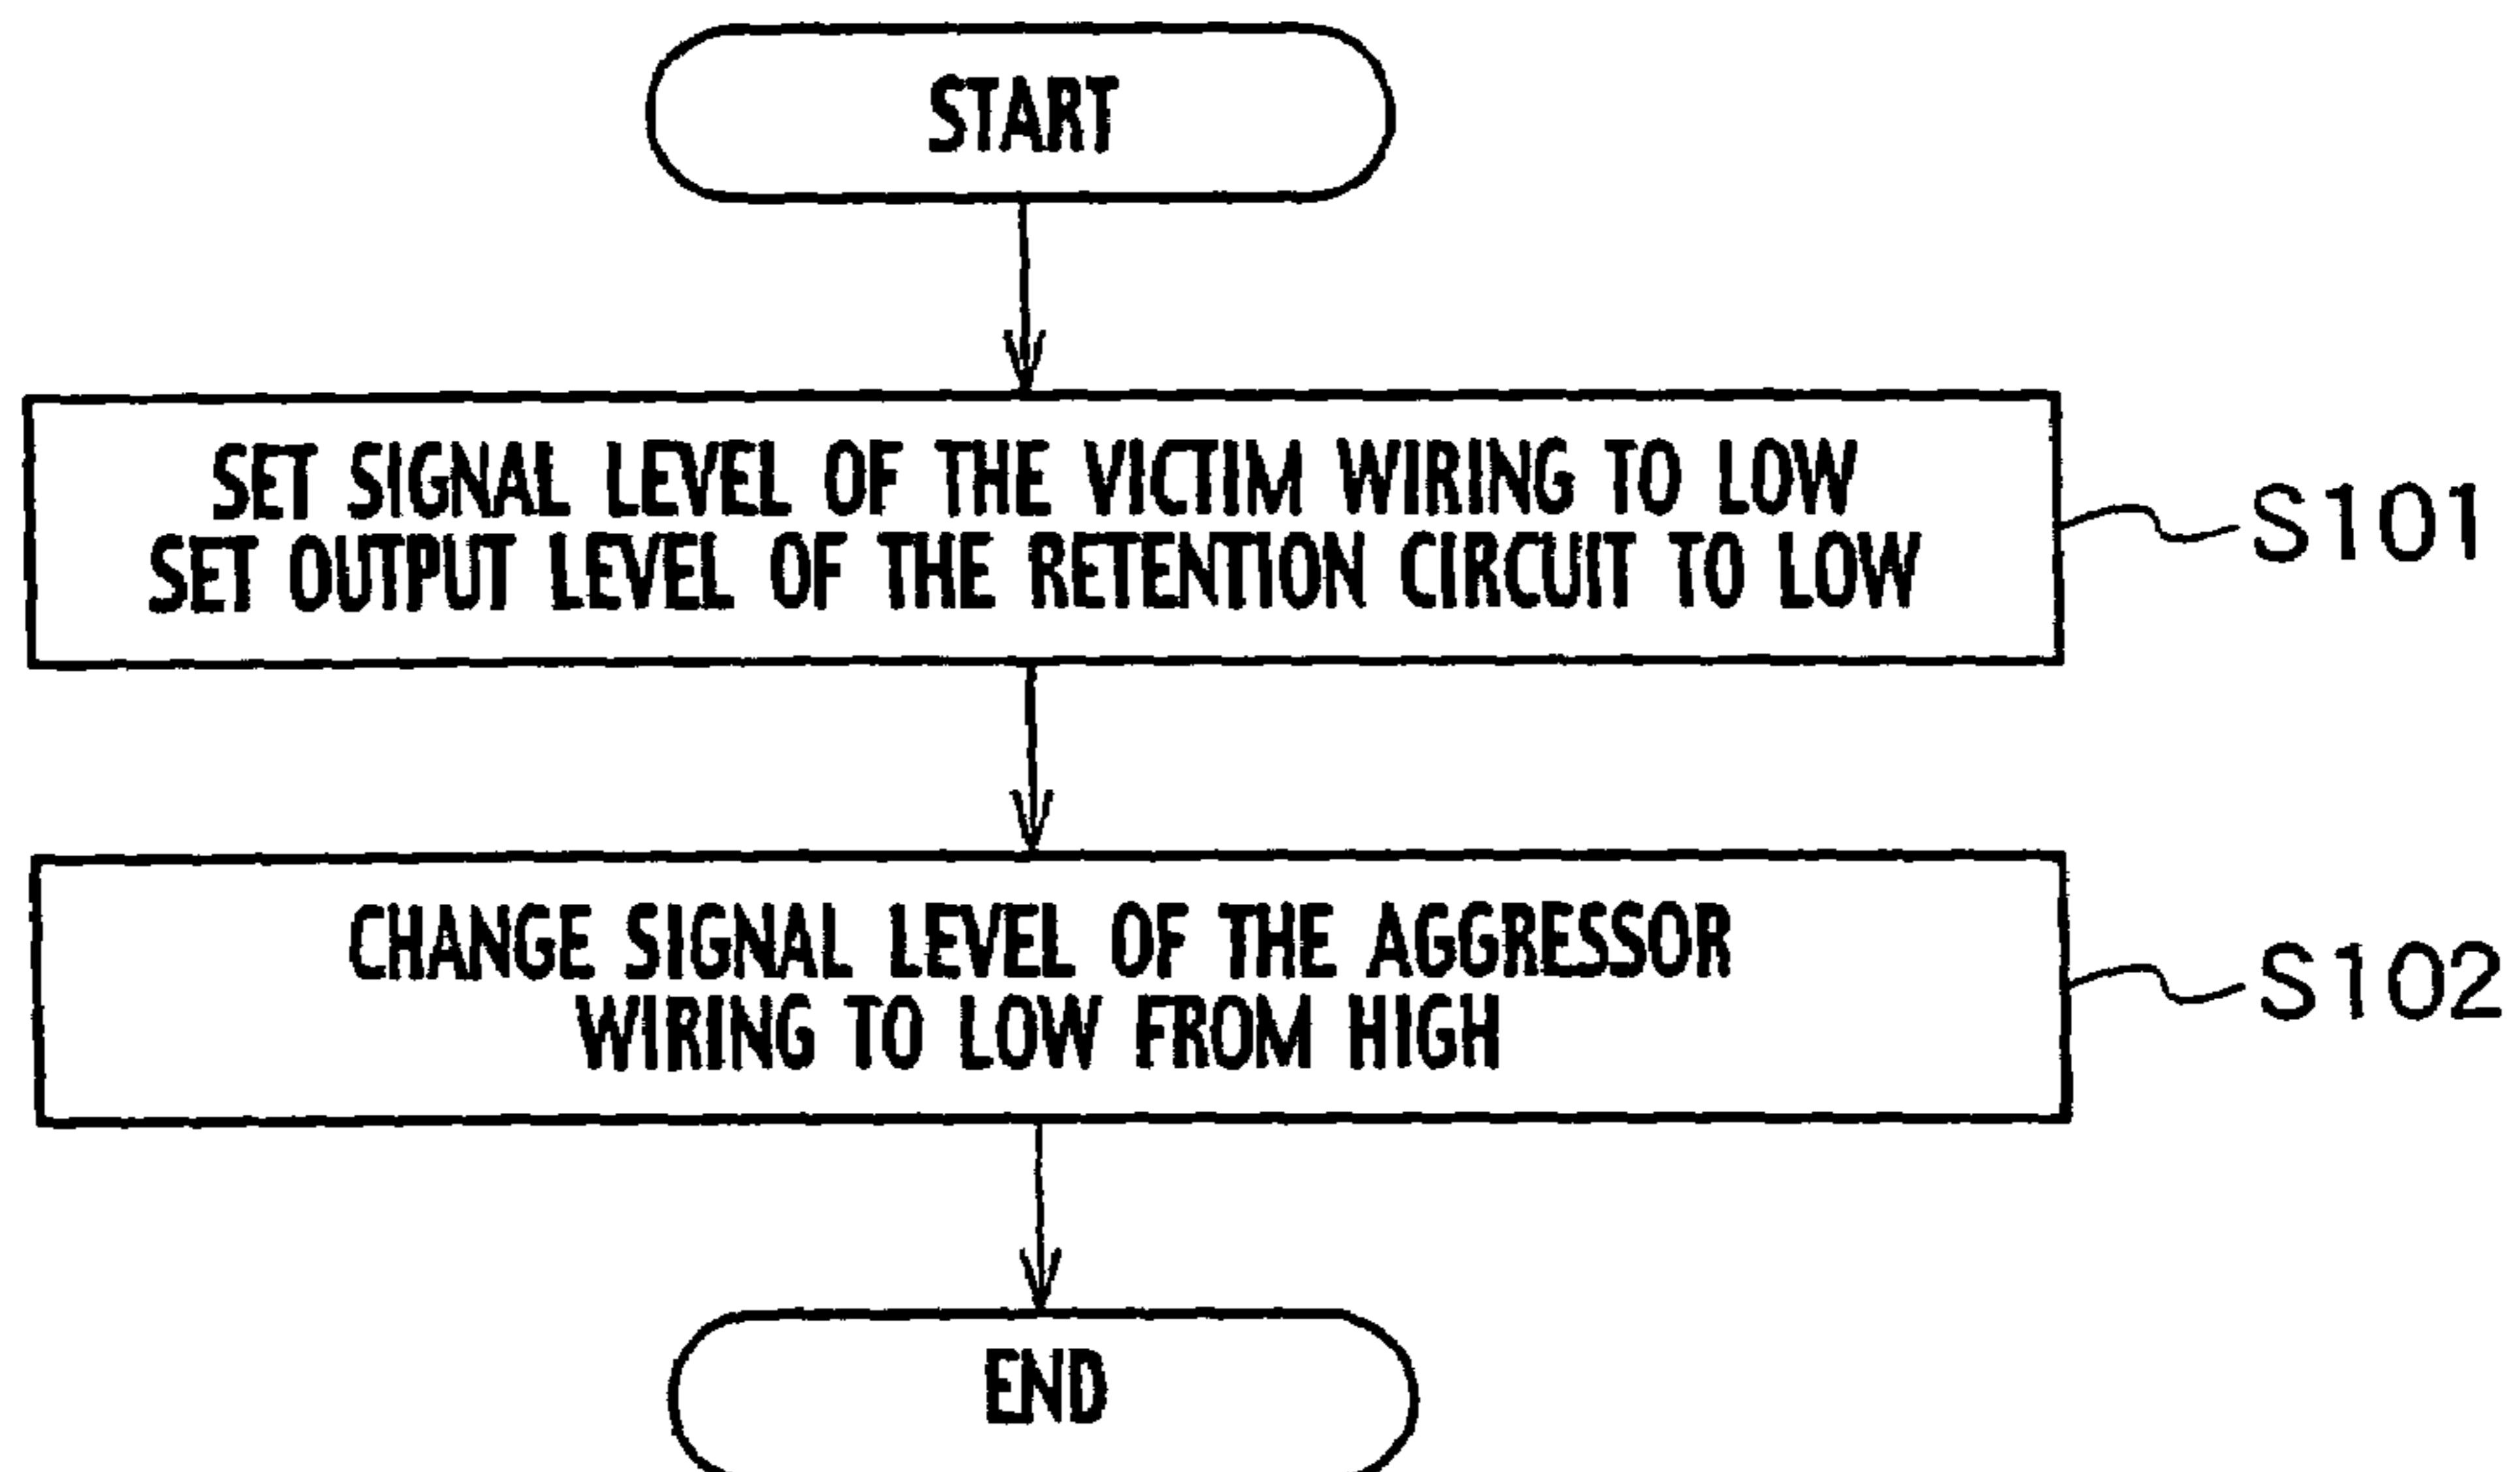 START
SET SIGNAL LEVEL OF THE VICTIM WIRING TO LOW
SET OUTPUT LEVEL OF THE RETENTION CIRCUIT TO LOW
S101
CHANGE SIGNAL LEVEL OF THE AGGRESSOR
WIRING TO LOW FROM HIGH
S102
END